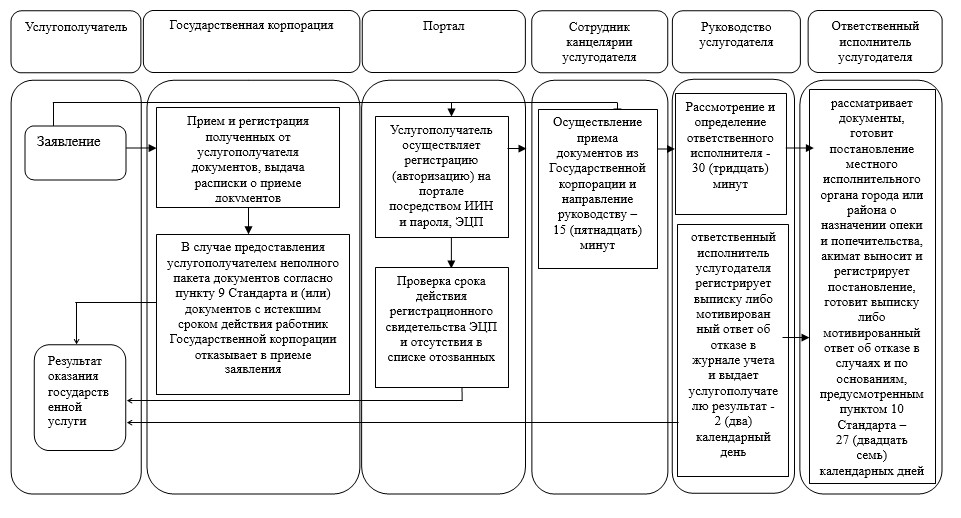 Услугополучатель
Государственная корпорация
Портал
Сотрудник
канцелярии
услугодателя
Руководство
услугодателя
Ответственный
исполнитель
услугодателя
Заявление
Результат
оказания
государств
енной
услуги
Прием и регистрация
полученных от
услугополучателя
документов, выдача
расписки о приеме
документов
В случае предоставления
услугополучателем неполного
пакета документов согласно
пункту 9 Стандарта и (или)
документов с истекшим
сроком действия работник
Государственной корпорации
отказывает в приеме
заявления
Услугополучатель
осуществляет
регистрацию
(авторизацию) на
портале
посредством ИИН
и пароля, ЭЦП
Проверка срока
действия
регистрационного
свидетельства ЭЦП
и отсутствия в
списке отозванных
Осуществление
приема
документов из
Государственной
корпорации и
направление
руководству –
15 (пятнадцать)
минут
Рассмотрение и
определение
ответственного
исполнителя -
30 (тридцать)
минут
ответственный
исполнитель
услугодателя
регистрирует
выписку либо
мотивирован
ный ответ об
отказе в
журнале учета
и выдает
услугополучате
лю результат -
2 (два)
календарный
день
рассматривает
документы,
готовит
постановление
местного
исполнительного
органа города или
района о
назначении опеки
и попечительства,
акимат выносит и
регистрирует
постановление,
готовит выписку
либо
мотивированный
ответ об отказе в
случаях и по
основаниям,
предусмотренным
пунктом 10
Стандарта –
27 (двадцать
семь)
календарных дней